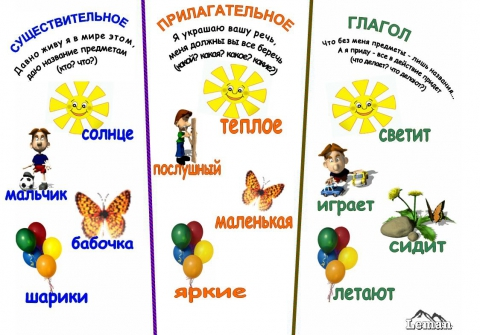 СУЩЕСТВИТЕЛЬНОЕ
Давно живу я в мире этом,
даю название предметам
(кто? что?)
солнце
мальчик
бабочка
шарики
ПРИЛАГАТЕЛЬНОЕ
Я украшаю вашу речь,
меня должны вы все беречь
(какой? какая? какое? какие?)
теплое
послушный
маленькая
яркие
ГЛАГОЛ
Что без меня предметы - лишь названия...
А я приду - все в действие придет
(что делает? что делают?)
светит
играет
сидит
летают
Leman